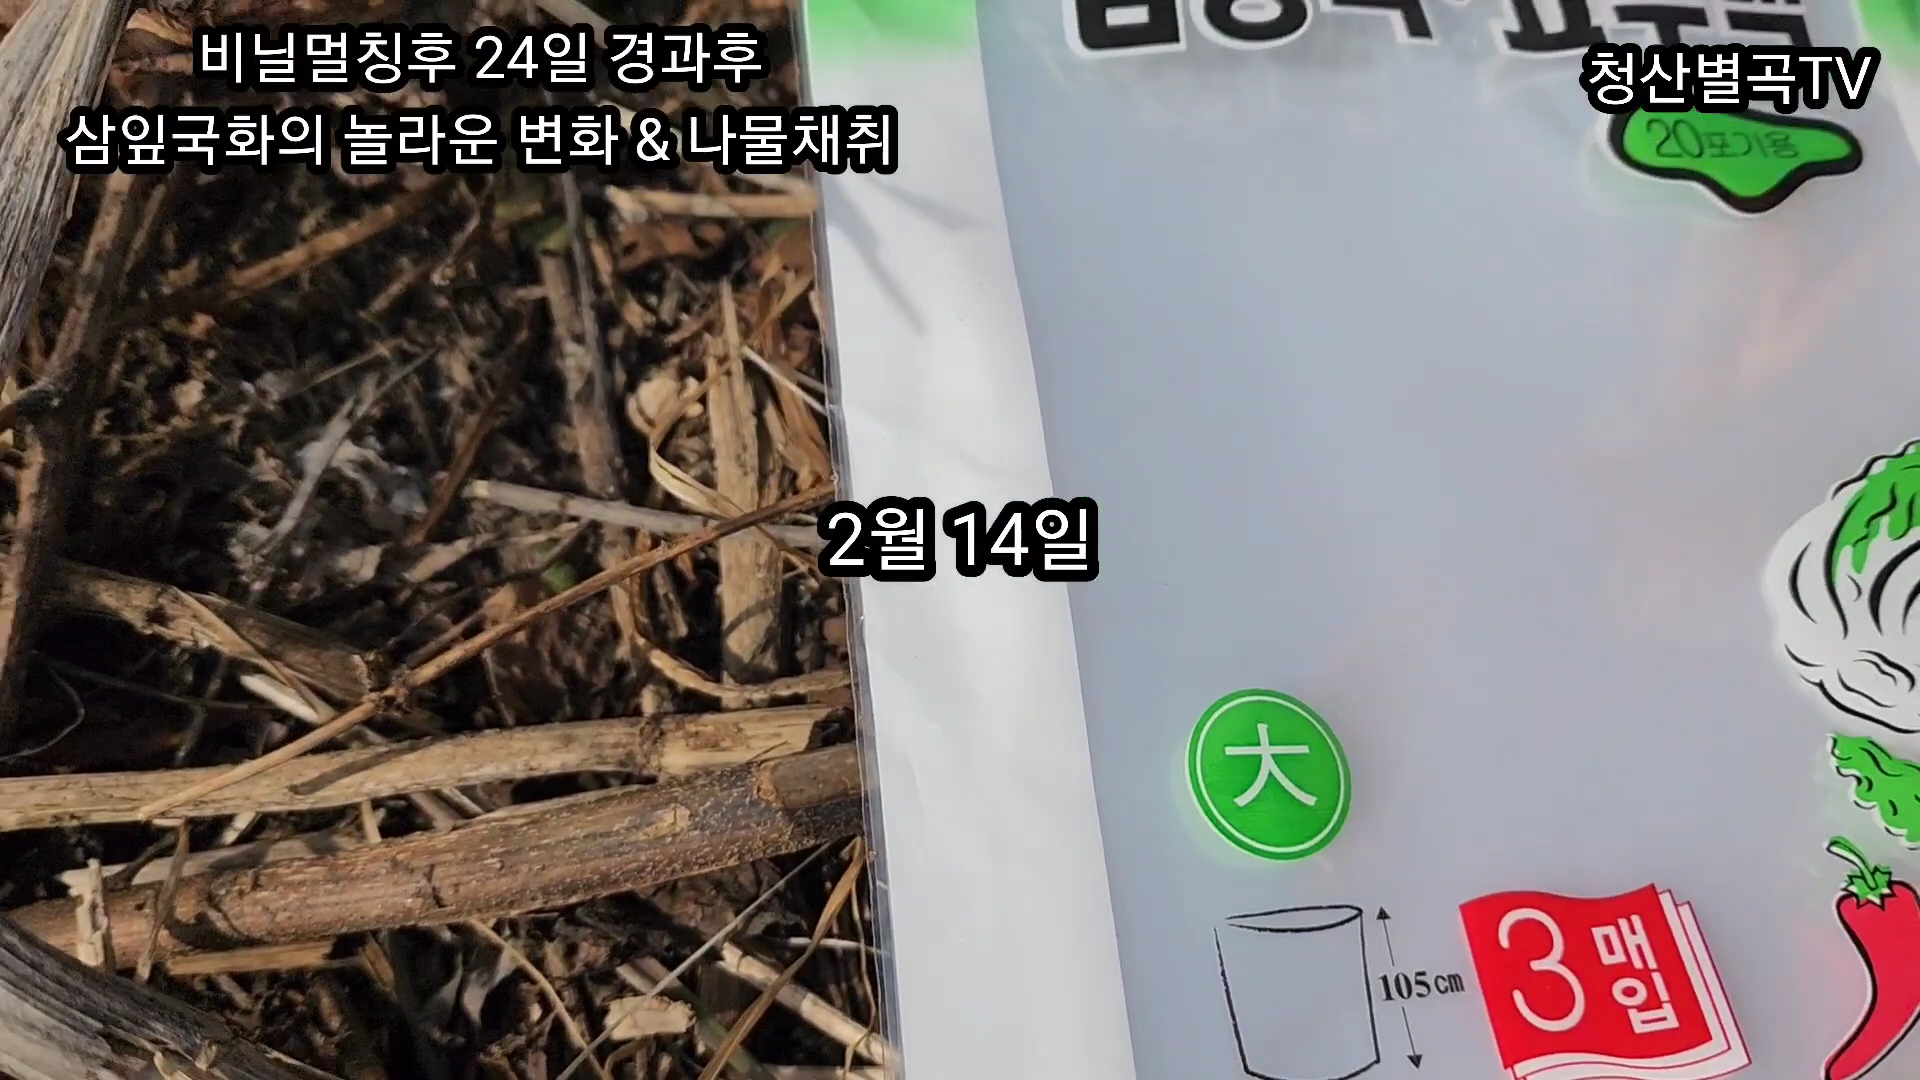 비닐멀칭후 24일 경과후
삼잎국화의 놀라운 변화 & 나물채취
청산별곡TV
20포기용
2월 14일
大
105cm
3매입